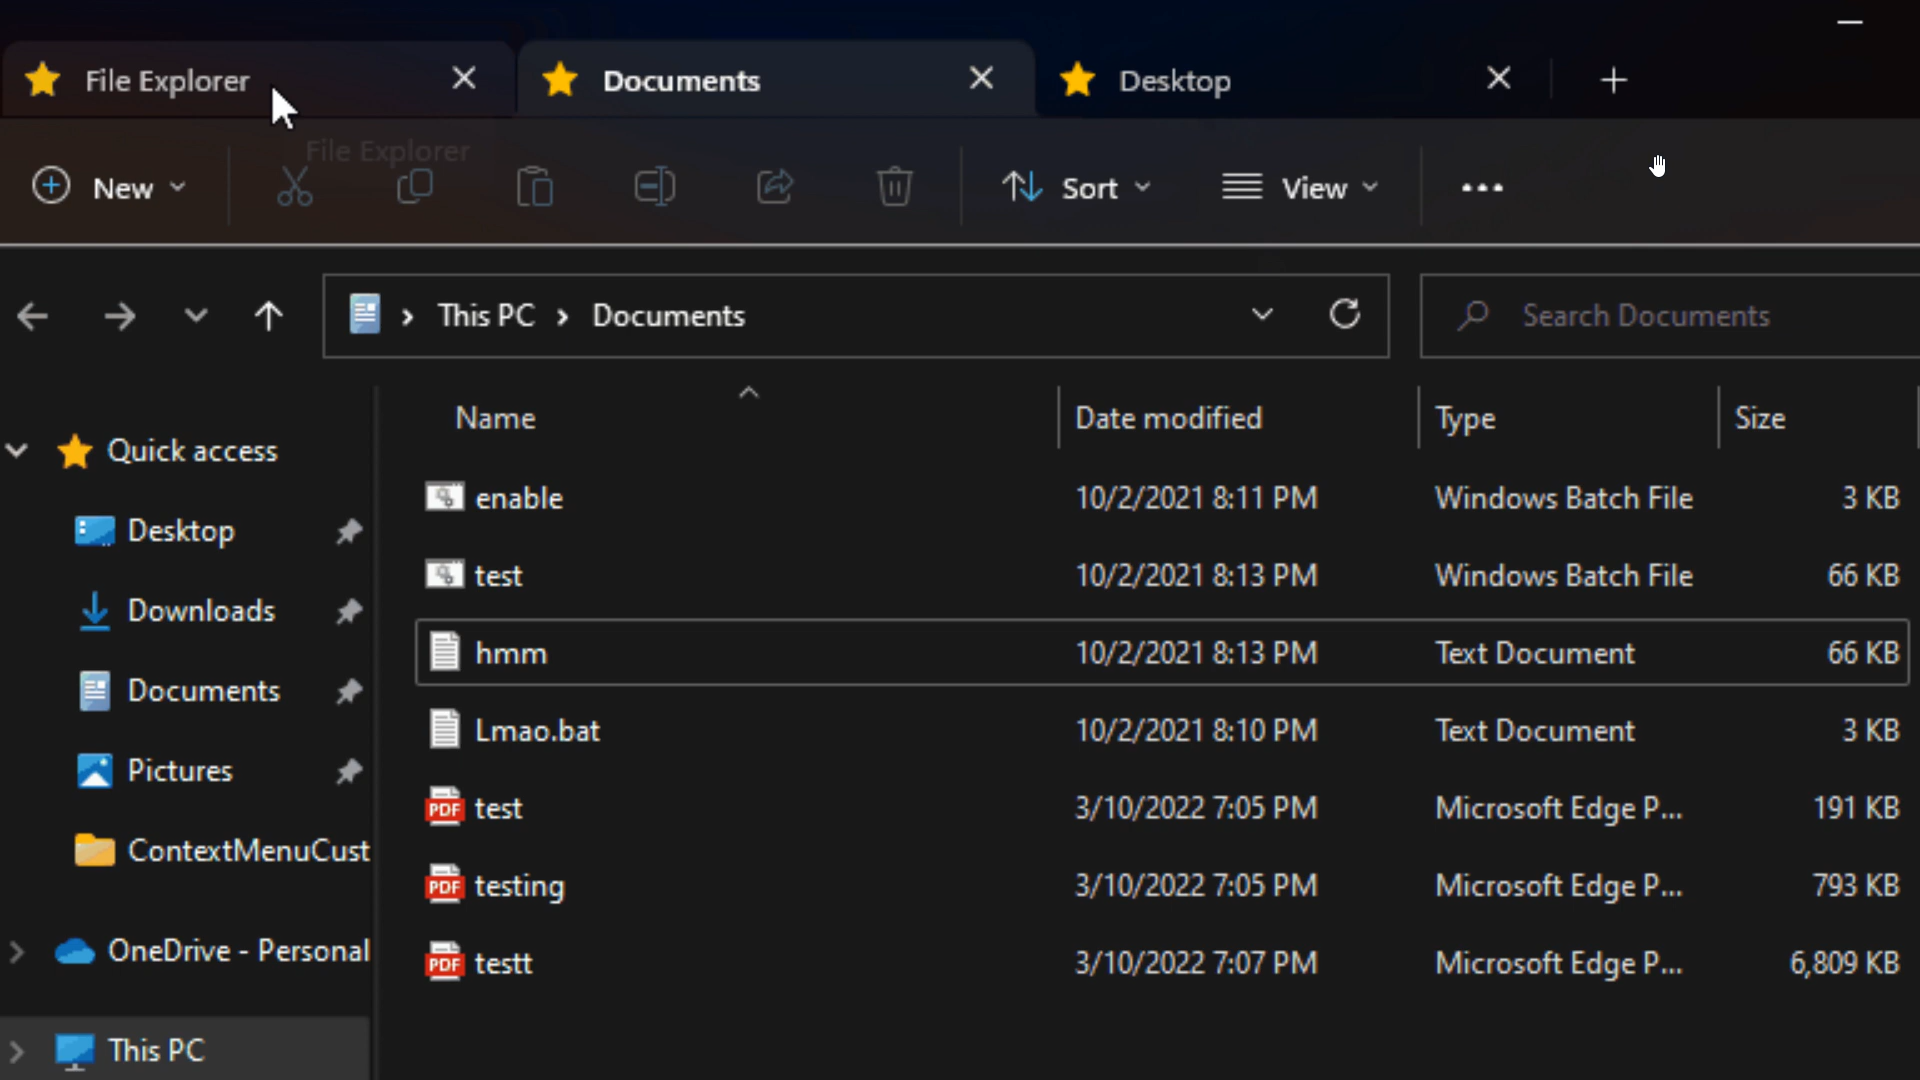 File Explorer
Documents
Desktop
File Explorer
New
Sort
View
This PC
Documents
Search Documents
Name
Date modified
Type
Size
Quick access
Desktop
Downloads
Documents
Pictures
ContextMenuCust
OneDrive - Personal
This PC
enable 10/2/2021 8:11 PM Windows Batch File 3 KB
test 10/2/2021 8:13 PM Windows Batch File 66 KB
hmm 10/2/2021 8:13 PM Text Document 66 KB
Lmao.bat 10/2/2021 8:10 PM Text Document 3 KB
PDF test 3/10/2022 7:05 PM Microsoft Edge P... 191 KB
PDF testing 3/10/2022 7:05 PM Microsoft Edge P... 793 KB
PDF testt 3/10/2022 7:07 PM Microsoft Edge P... 6,809 KB